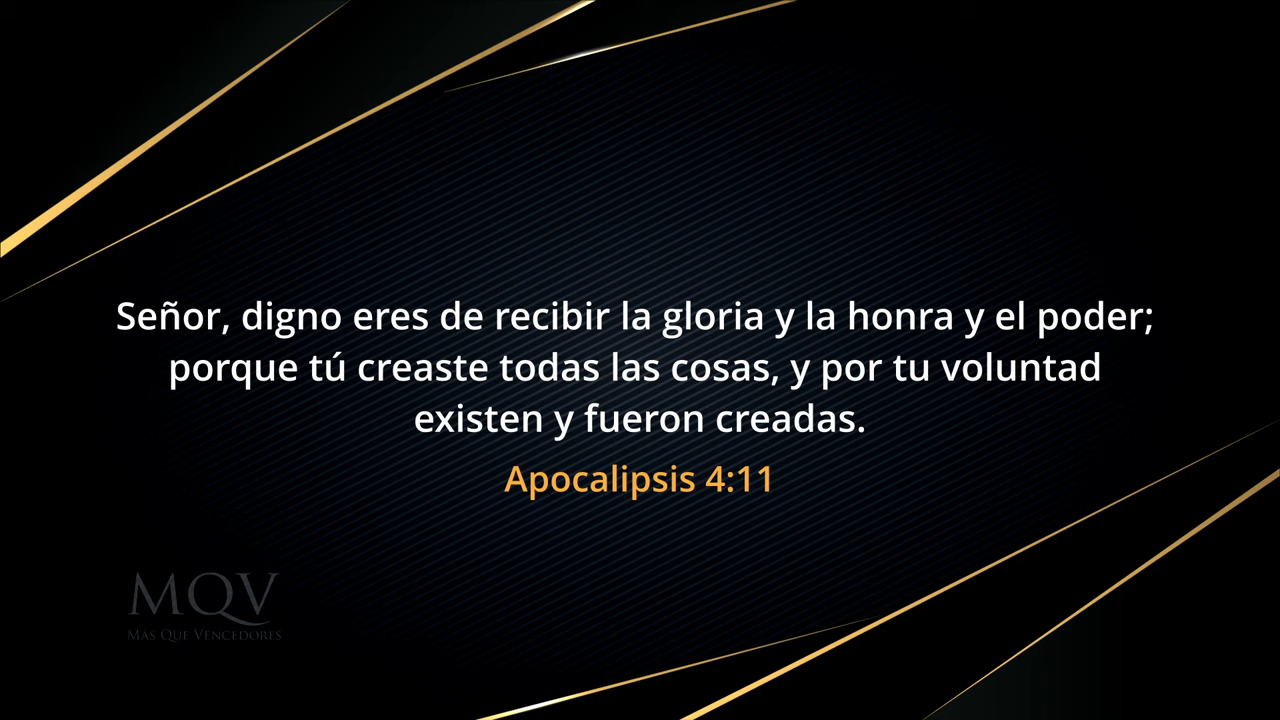 Señor, digno eres de recibir la gloria y la honra y el poder;
porque tú creaste todas las cosas, y por tu voluntad
existen y fueron creadas.
Apocalipsis 4:11
MQV
Mas Que Vencedores